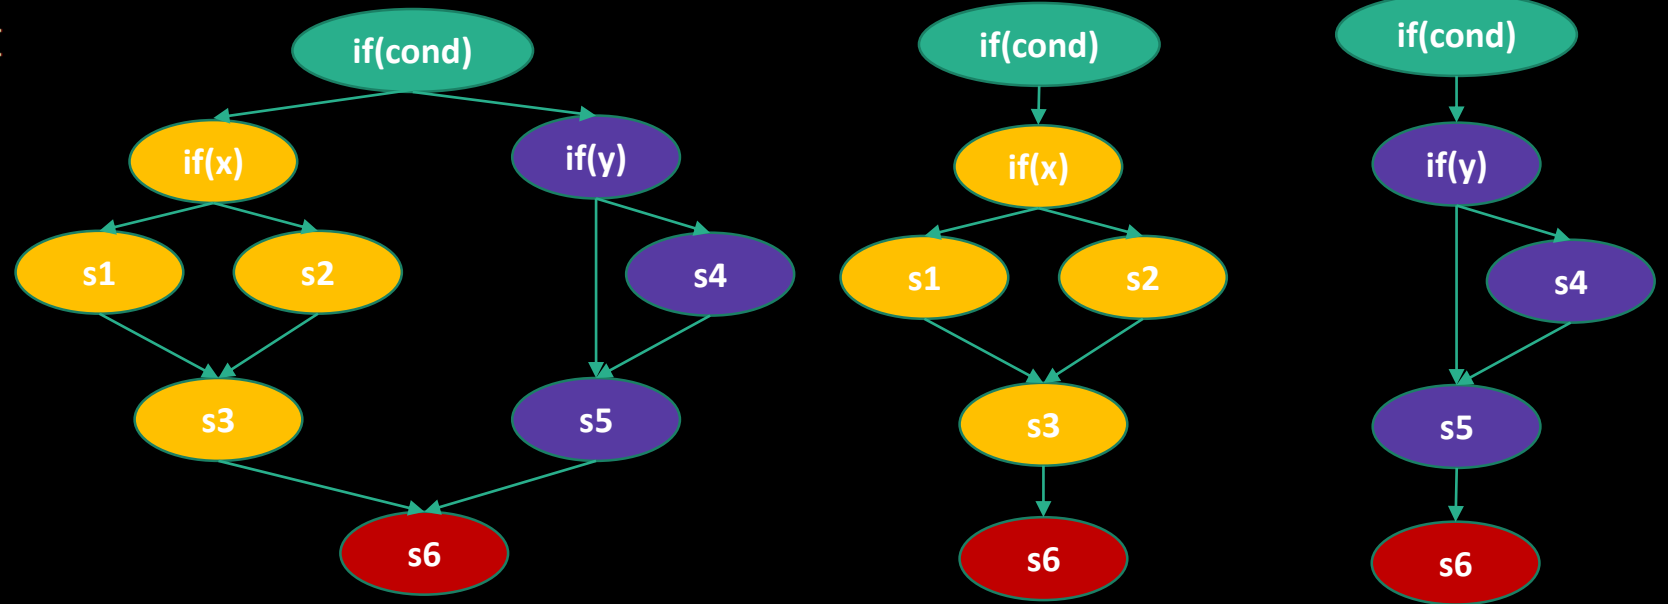 if(cond)
if(x)
if(y)
s1
s2
s4
s3
s5
s6
if(cond)
if(x)
s1
s2
s3
s6
if(cond)
if(y)
s4
s5
s6